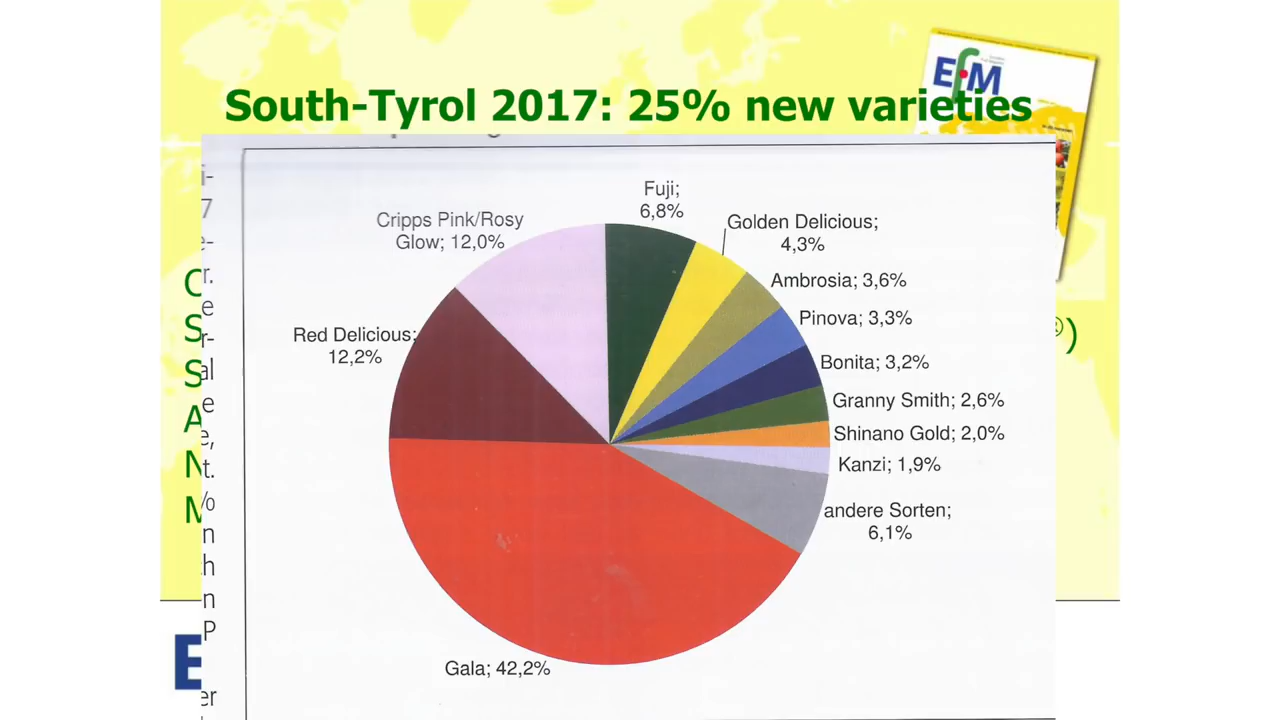 EFM
South-Tyrol 2017: 25% new varieties
Fuji;
6,8%
Cripps Pink/Rosy
Glow; 12,0%
Golden Delicious;
4,3%
Ambrosia; 3,6%
Pinova; 3,3%
Red Delicious;
12,2%
Bonita; 3,2%
Granny Smith; 2,6%
Shinano Gold; 2,0%
Kanzi; 1,9%
andere Sorten;
6,1%
Gala; 42,2%